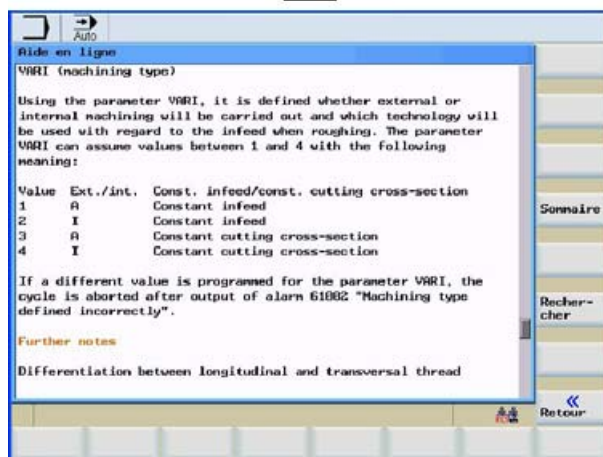 Auto
Aide en ligne
VARI (machining type)
Using the parameter VARI, it is defined whether external or
internal machining will be carried out and which technology will
be used with regard to the infeed when roughing. The parameter
VARI can assume values between 1 and 4 with the following
meaning:
Value Ext./int. Const. infeed/const. cutting cross-section
1 A Constant infeed
2 I Constant infeed
3 A Constant cutting cross-section
4 I Constant cutting cross-section
If a different value is programmed for the parameter VARI, the
cycle is aborted after output of alarm 61002 "Machining type
defined incorrectly".
Further notes
Differentiation between longitudinal and transversal thread
Sommaire
Recher-
cher
Retour